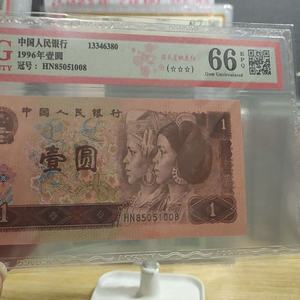 G
中国人民银行
13346380
1996年壹圆
冠号: HN85051008
(☆☆☆)
66
EPQ
Gem Uncirculated
中国人民银行
壹圆
1
HN85051008
1